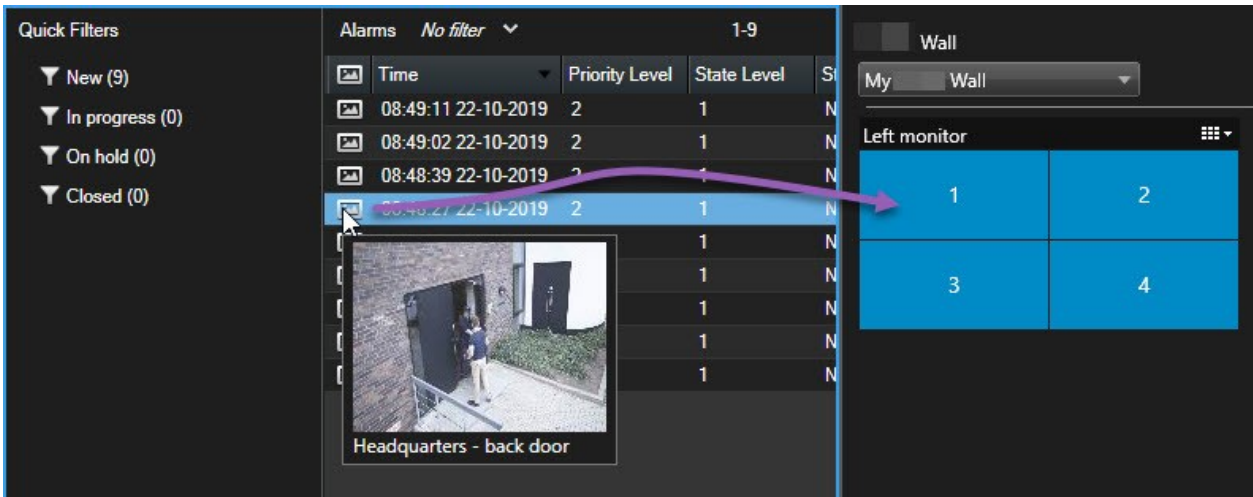 Quick Filters
New (9)
In progress (0)
On hold (0)
Closed (0)
Alarms No filter 1-9
Time Priority Level State Level
08:49:11 22-10-2019 2 1 N
08:49:02 22-10-2019 2 1 N
08:48:39 22-10-2019 2 1 N
08:48:27 22-10-2019 2 1 N
1 N
1 N
1 N
1 N
1 N
Headquarters - back door
Wall
My Wall
Left monitor
1 2
3 4